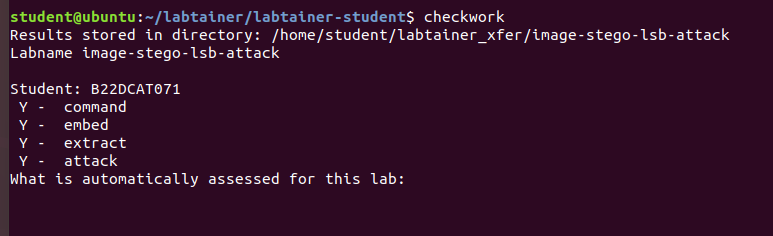 student@ubuntu:~/labtainer/labtainer-student$ checkwork
Results stored in directory: /home/student/labtainer_xfer/image-stego-lsb-attack
Labname image-stego-lsb-attack

Student: B22DCAT071
 Y -  command
 Y -  embed
 Y -  extract
 Y -  attack
What is automatically assessed for this lab: